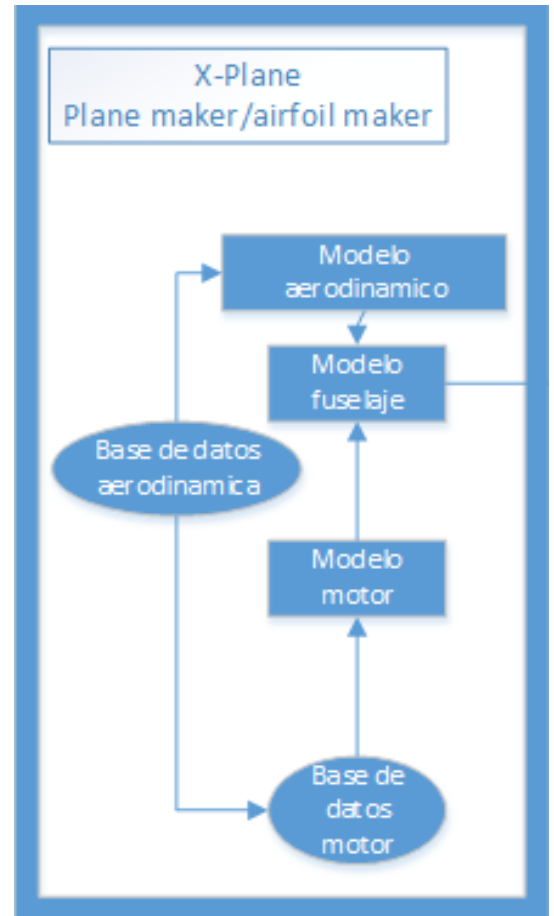 X-Plane
Plane maker/airfoil maker
Modelo
aerodinamico
Modelo
fuselaje
Base de datos
aerodinamica
Modelo
motor
Base de
datos
motor